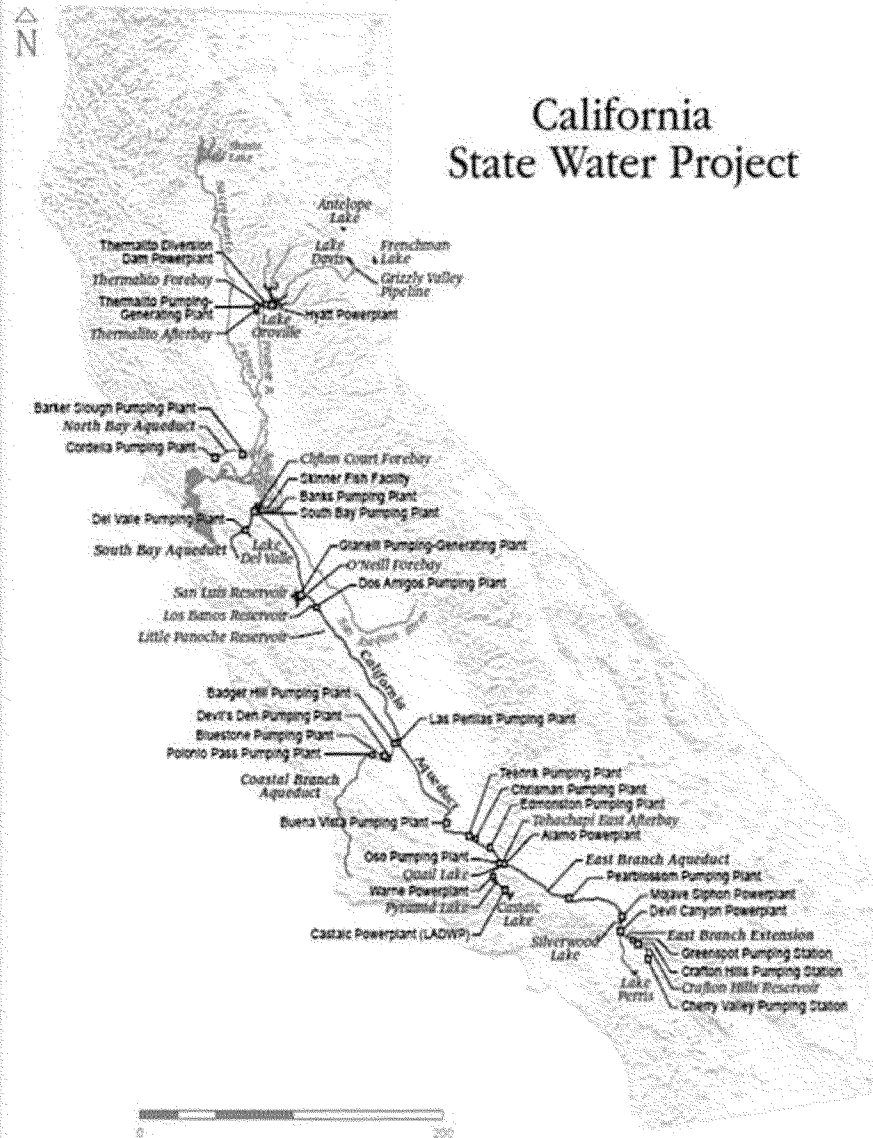 N
California
State Water Project
Shasta
Lake
Antelope
Lake
Thermalito Diversion
Dam Powerplant
Lake
Davis
Frenchman
Lake
Thermalito Forebay
Grizzly Valley
Pipeline
Thermalito Pumping-
Generating Plant
Hyatt Powerplant
Lake
Oroville
Thermalito Afterbay
Barker Slough Pumping Plant
North Bay Aqueduct
Cordelia Pumping Plant
Clifton Court Forebay
Skinner Fish Facility
Banks Pumping Plant
South Bay Pumping Plant
Del Valle Pumping Plant
South Bay Aqueduct
Lake
Del Valle
Gianelli Pumping-Generating Plant
O'Neill Forebay
Dos Amigos Pumping Plant
San Luis Reservoir
Los Banos Reservoir
Little Panoche Reservoir
San Joaquin River
California
Aqueduct
Badger Hill Pumping Plant
Devil's Den Pumping Plant
Bluestone Pumping Plant
Polonio Pass Pumping Plant
Las Perillas Pumping Plant
Coastal Branch
Aqueduct
Teerink Pumping Plant
Chrisman Pumping Plant
Edmonston Pumping Plant
Tehachapi East Afterbay
Alamo Powerplant
Buena Vista Pumping Plant
Oso Pumping Plant
Quail Lake
Warne Powerplant
Pyramid Lake
Castaic
Lake
Castaic Powerplant (LADWP)
East Branch Aqueduct
Pearblossom Pumping Plant
Mojave Siphon Powerplant
Devil Canyon Powerplant
Silverwood
Lake
East Branch Extension
Greenspot Pumping Station
Crafton Hills Pumping Station
Crafton Hills Reservoir
Cherry Valley Pumping Station
Lake
Perris
0
200